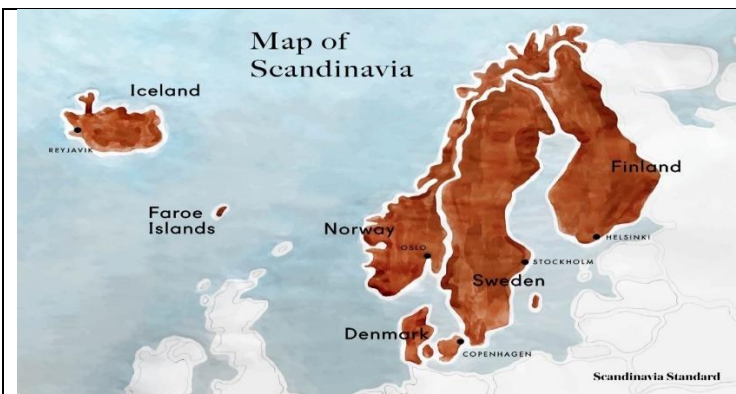 Map of
Scandinavia
Iceland
REYJAVIK
Faroe
Islands
Norway
OSLO
Finland
HELSINKI
STOCKHOLM
Sweden
Denmark
COPENHAGEN
Scandinavia Standard